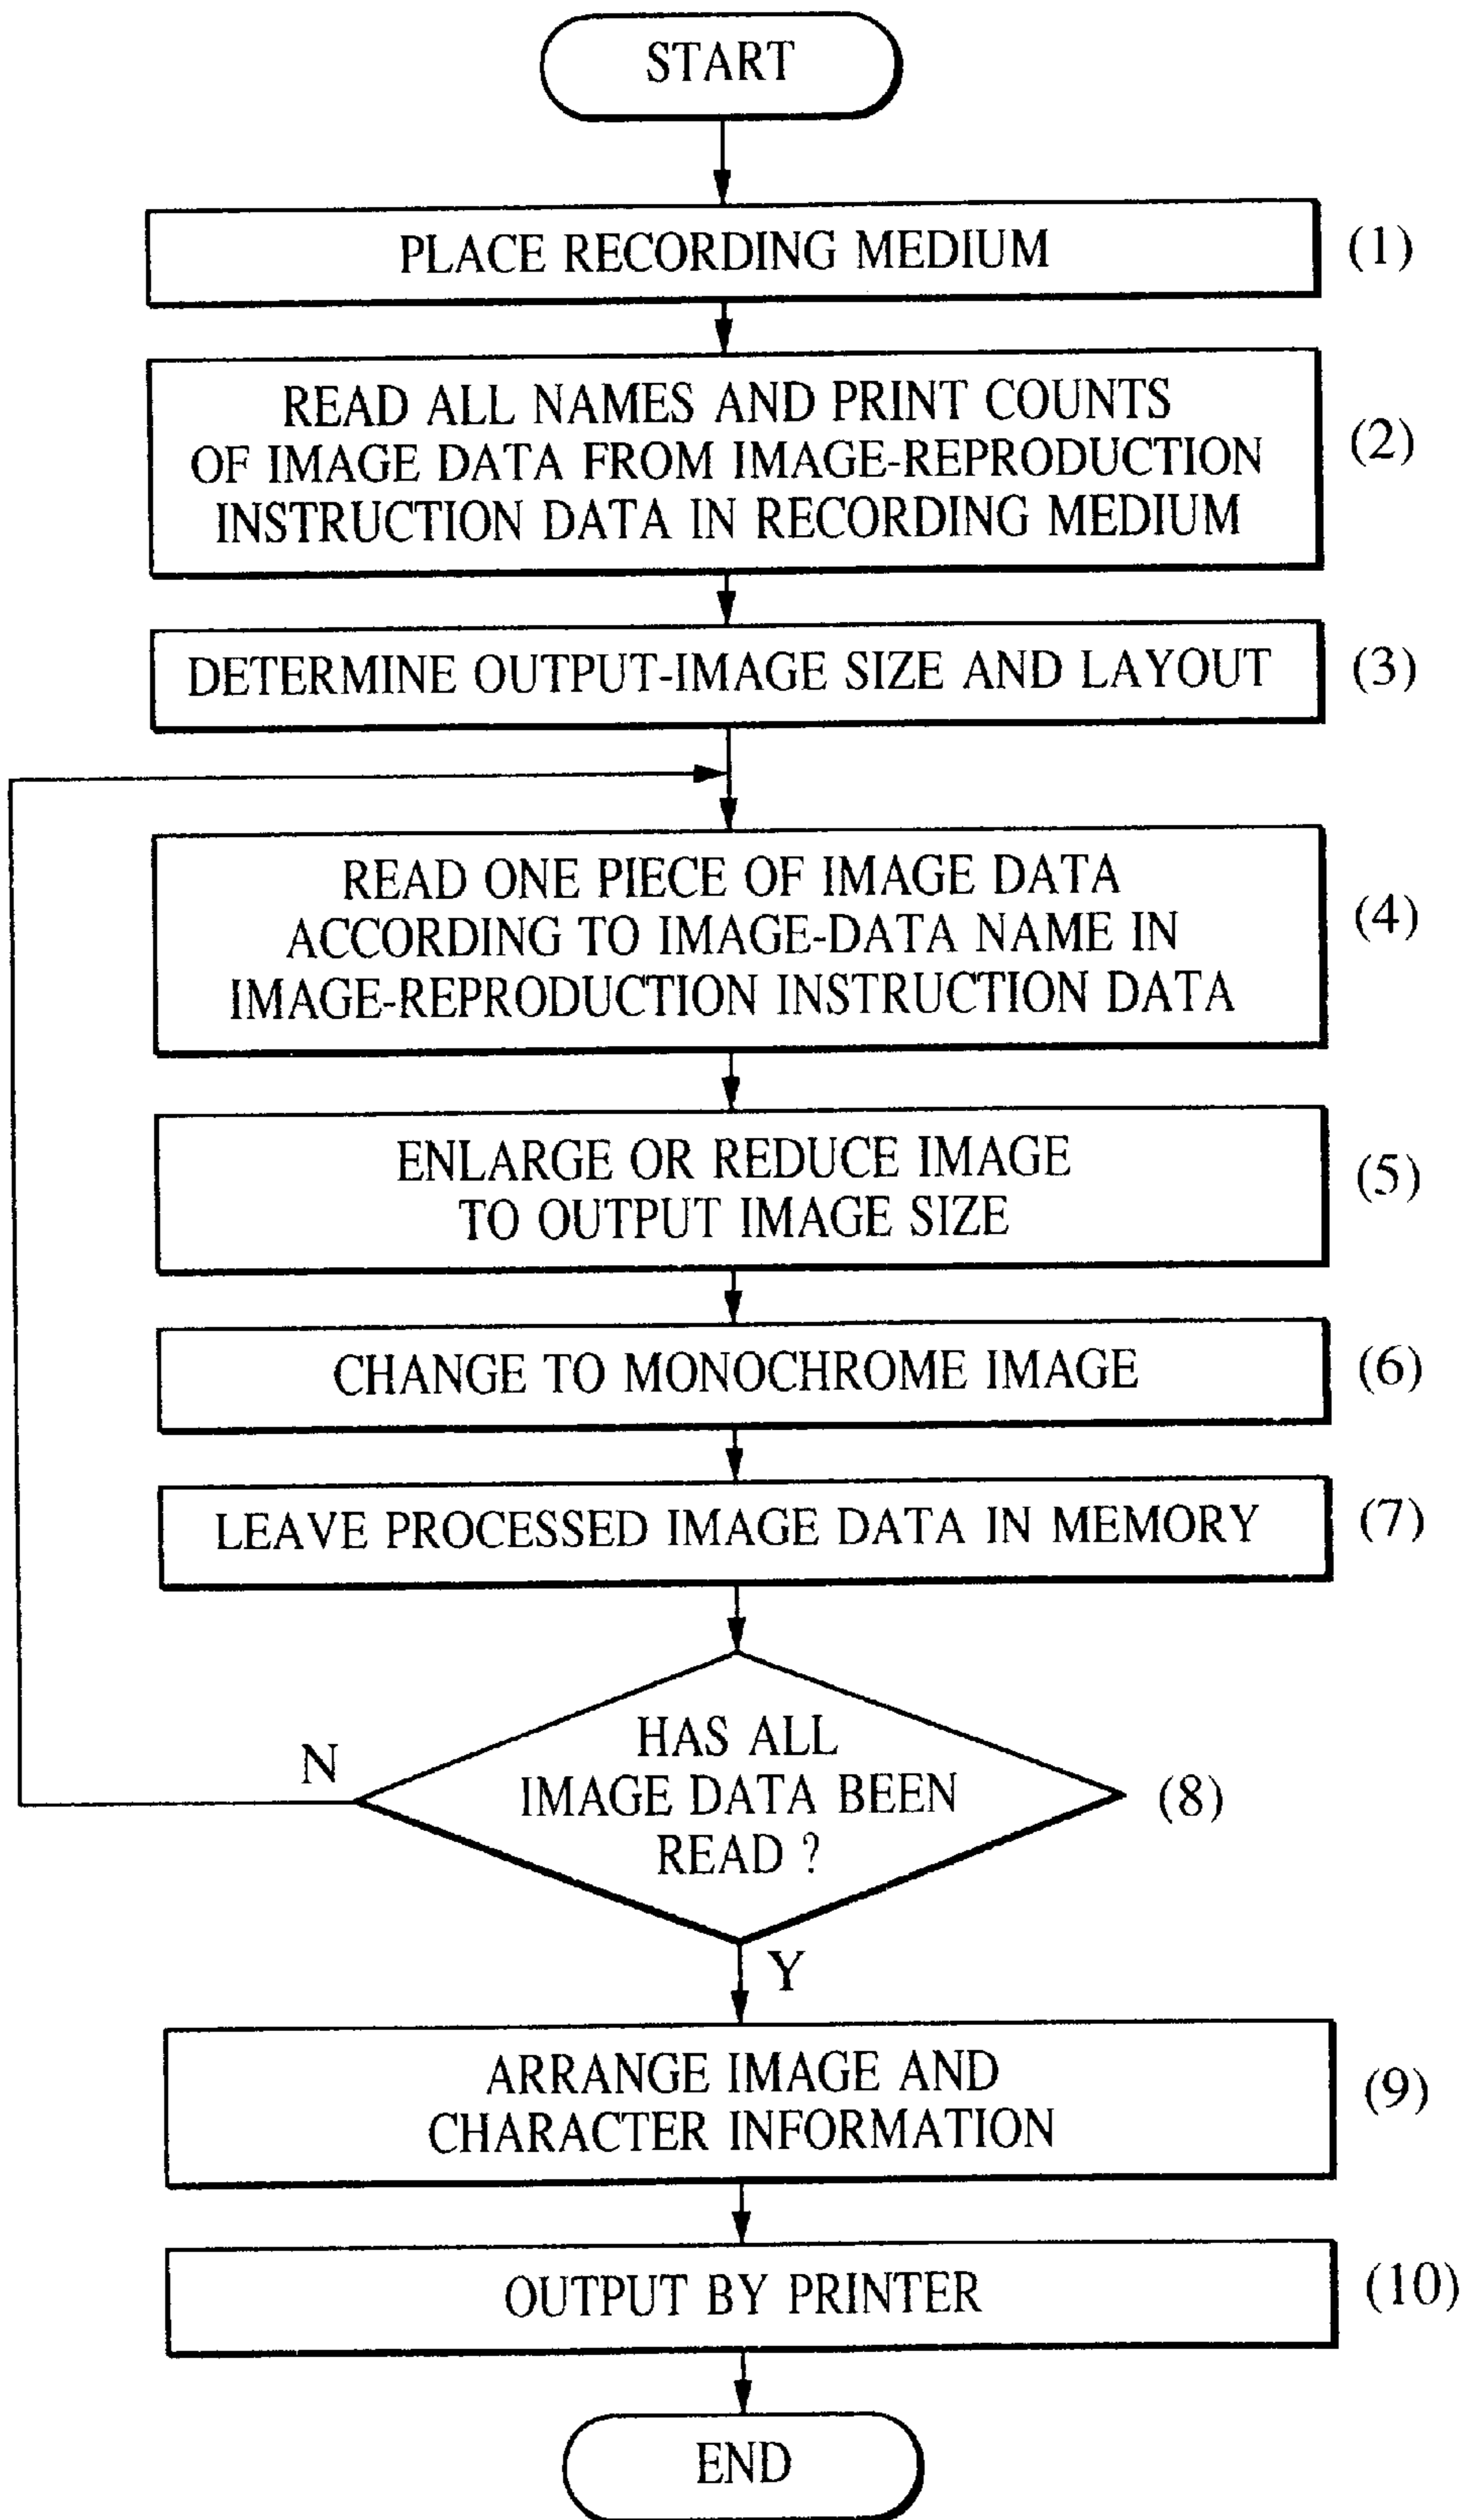 START
PLACE RECORDING MEDIUM
(1)
READ ALL NAMES AND PRINT COUNTS
OF IMAGE DATA FROM IMAGE-REPRODUCTION
INSTRUCTION DATA IN RECORDING MEDIUM
(2)
DETERMINE OUTPUT-IMAGE SIZE AND LAYOUT
(3)
READ ONE PIECE OF IMAGE DATA
ACCORDING TO IMAGE-DATA NAME IN
IMAGE-REPRODUCTION INSTRUCTION DATA
(4)
ENLARGE OR REDUCE IMAGE
TO OUTPUT IMAGE SIZE
(5)
CHANGE TO MONOCHROME IMAGE
(6)
LEAVE PROCESSED IMAGE DATA IN MEMORY
(7)
HAS ALL
IMAGE DATA BEEN
READ ?
(8)
N
Y
ARRANGE IMAGE AND
CHARACTER INFORMATION
(9)
OUTPUT BY PRINTER
(10)
END